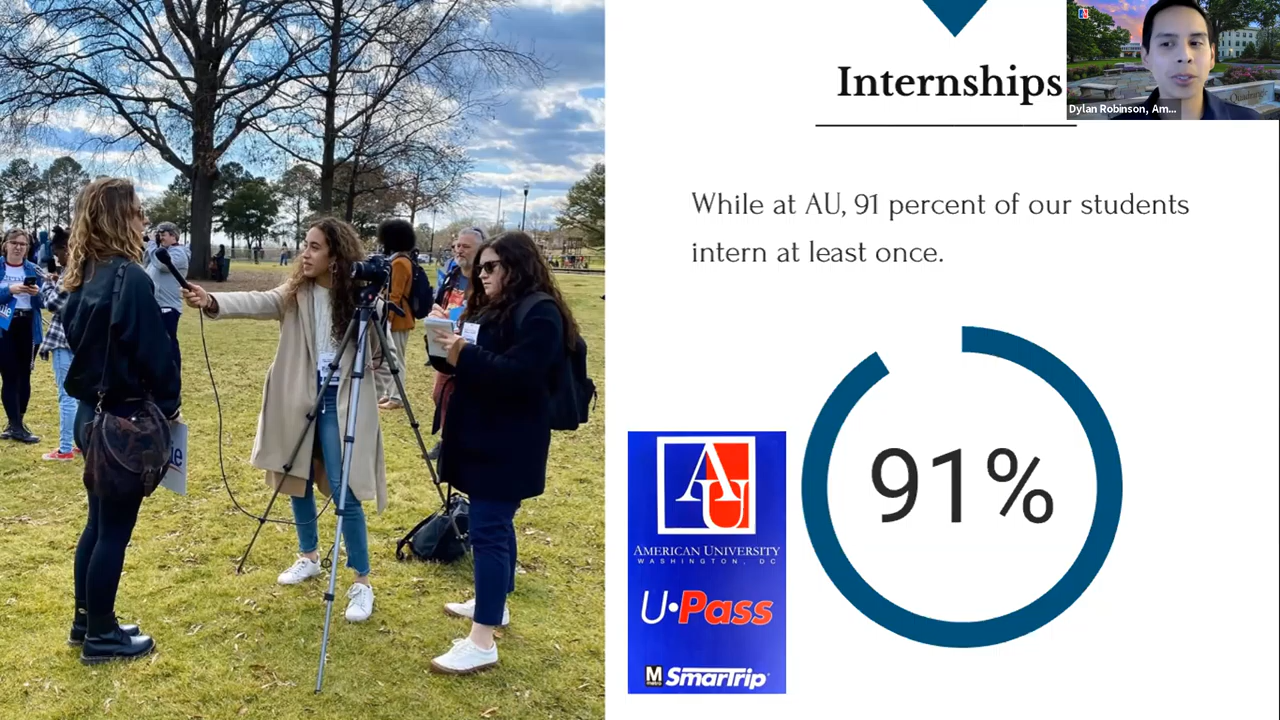 Internships
Dylan Robinson, Am...
While at AU, 91 percent of our students
intern at least once.
91%
AU
AMERICAN UNIVERSITY
WASHINGTON, DC
U•Pass
M
metro
SmarTrip